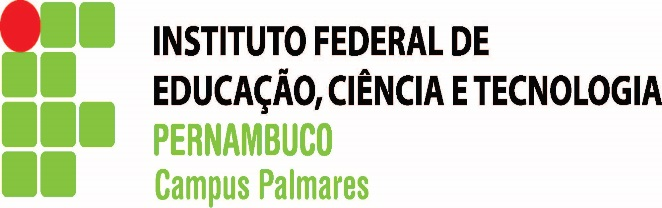 INSTITUTO FEDERAL DE
EDUCAÇÃO, CIÊNCIA E TECNOLOGIA
PERNAMBUCO
Campus Palmares